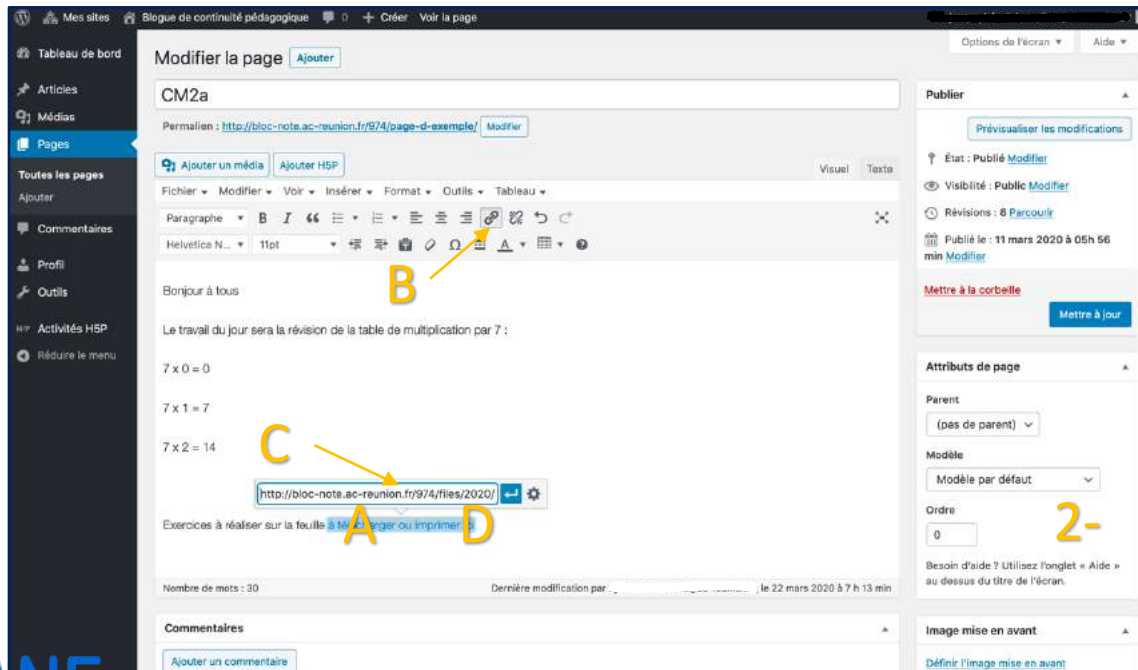 Mes sites Blogue de continuité pédagogique 0 + Créer Voir la page
Options de l'écran Aide
Tableau de bord
Articles
Médias
Pages
Toutes les pages
Ajouter
Commentaires
Profil
Outils
H5P Activités H5P
Réduire le menu
Modifier la page Ajouter
CM2a
Permalien : http://bloc-note.ac-reunion.fr/974/page-d-exemple/ Modifier
Ajouter un média Ajouter H5P
Visuel Texte
Fichier Modifier Voir Insérer Format Outils Tableau
Paragraphe B I
Helvetica N... 11pt Ω A
B
Bonjour à tous
Le travail du jour sera la révision de la table de multiplication par 7 :
7 x 0 = 0
7 x 1 = 7
7 x 2 = 14
C
http://bloc-note.ac-reunion.fr/974/files/2020/
Exercices à réaliser sur la feuille à télécharger ou imprimer ici
A D
Nombre de mots : 30
Dernière modification par
, le 22 mars 2020 à 7 h 13 min
Commentaires
Ajouter un commentaire
Publier
Prévisualiser les modifications
État : Publié Modifier
Visibilité : Public Modifier
Révisions : 8 Parcourir
Publié le : 11 mars 2020 à 05h 56
min Modifier
Mettre à la corbeille
Mettre à jour
Attributs de page
Parent
(pas de parent)
Modèle
Modèle par défaut
Ordre
0
2-
Besoin d'aide ? Utilisez l'onglet « Aide »
au dessus du titre de l'écran.
Image mise en avant
Définir l'image mise en avant